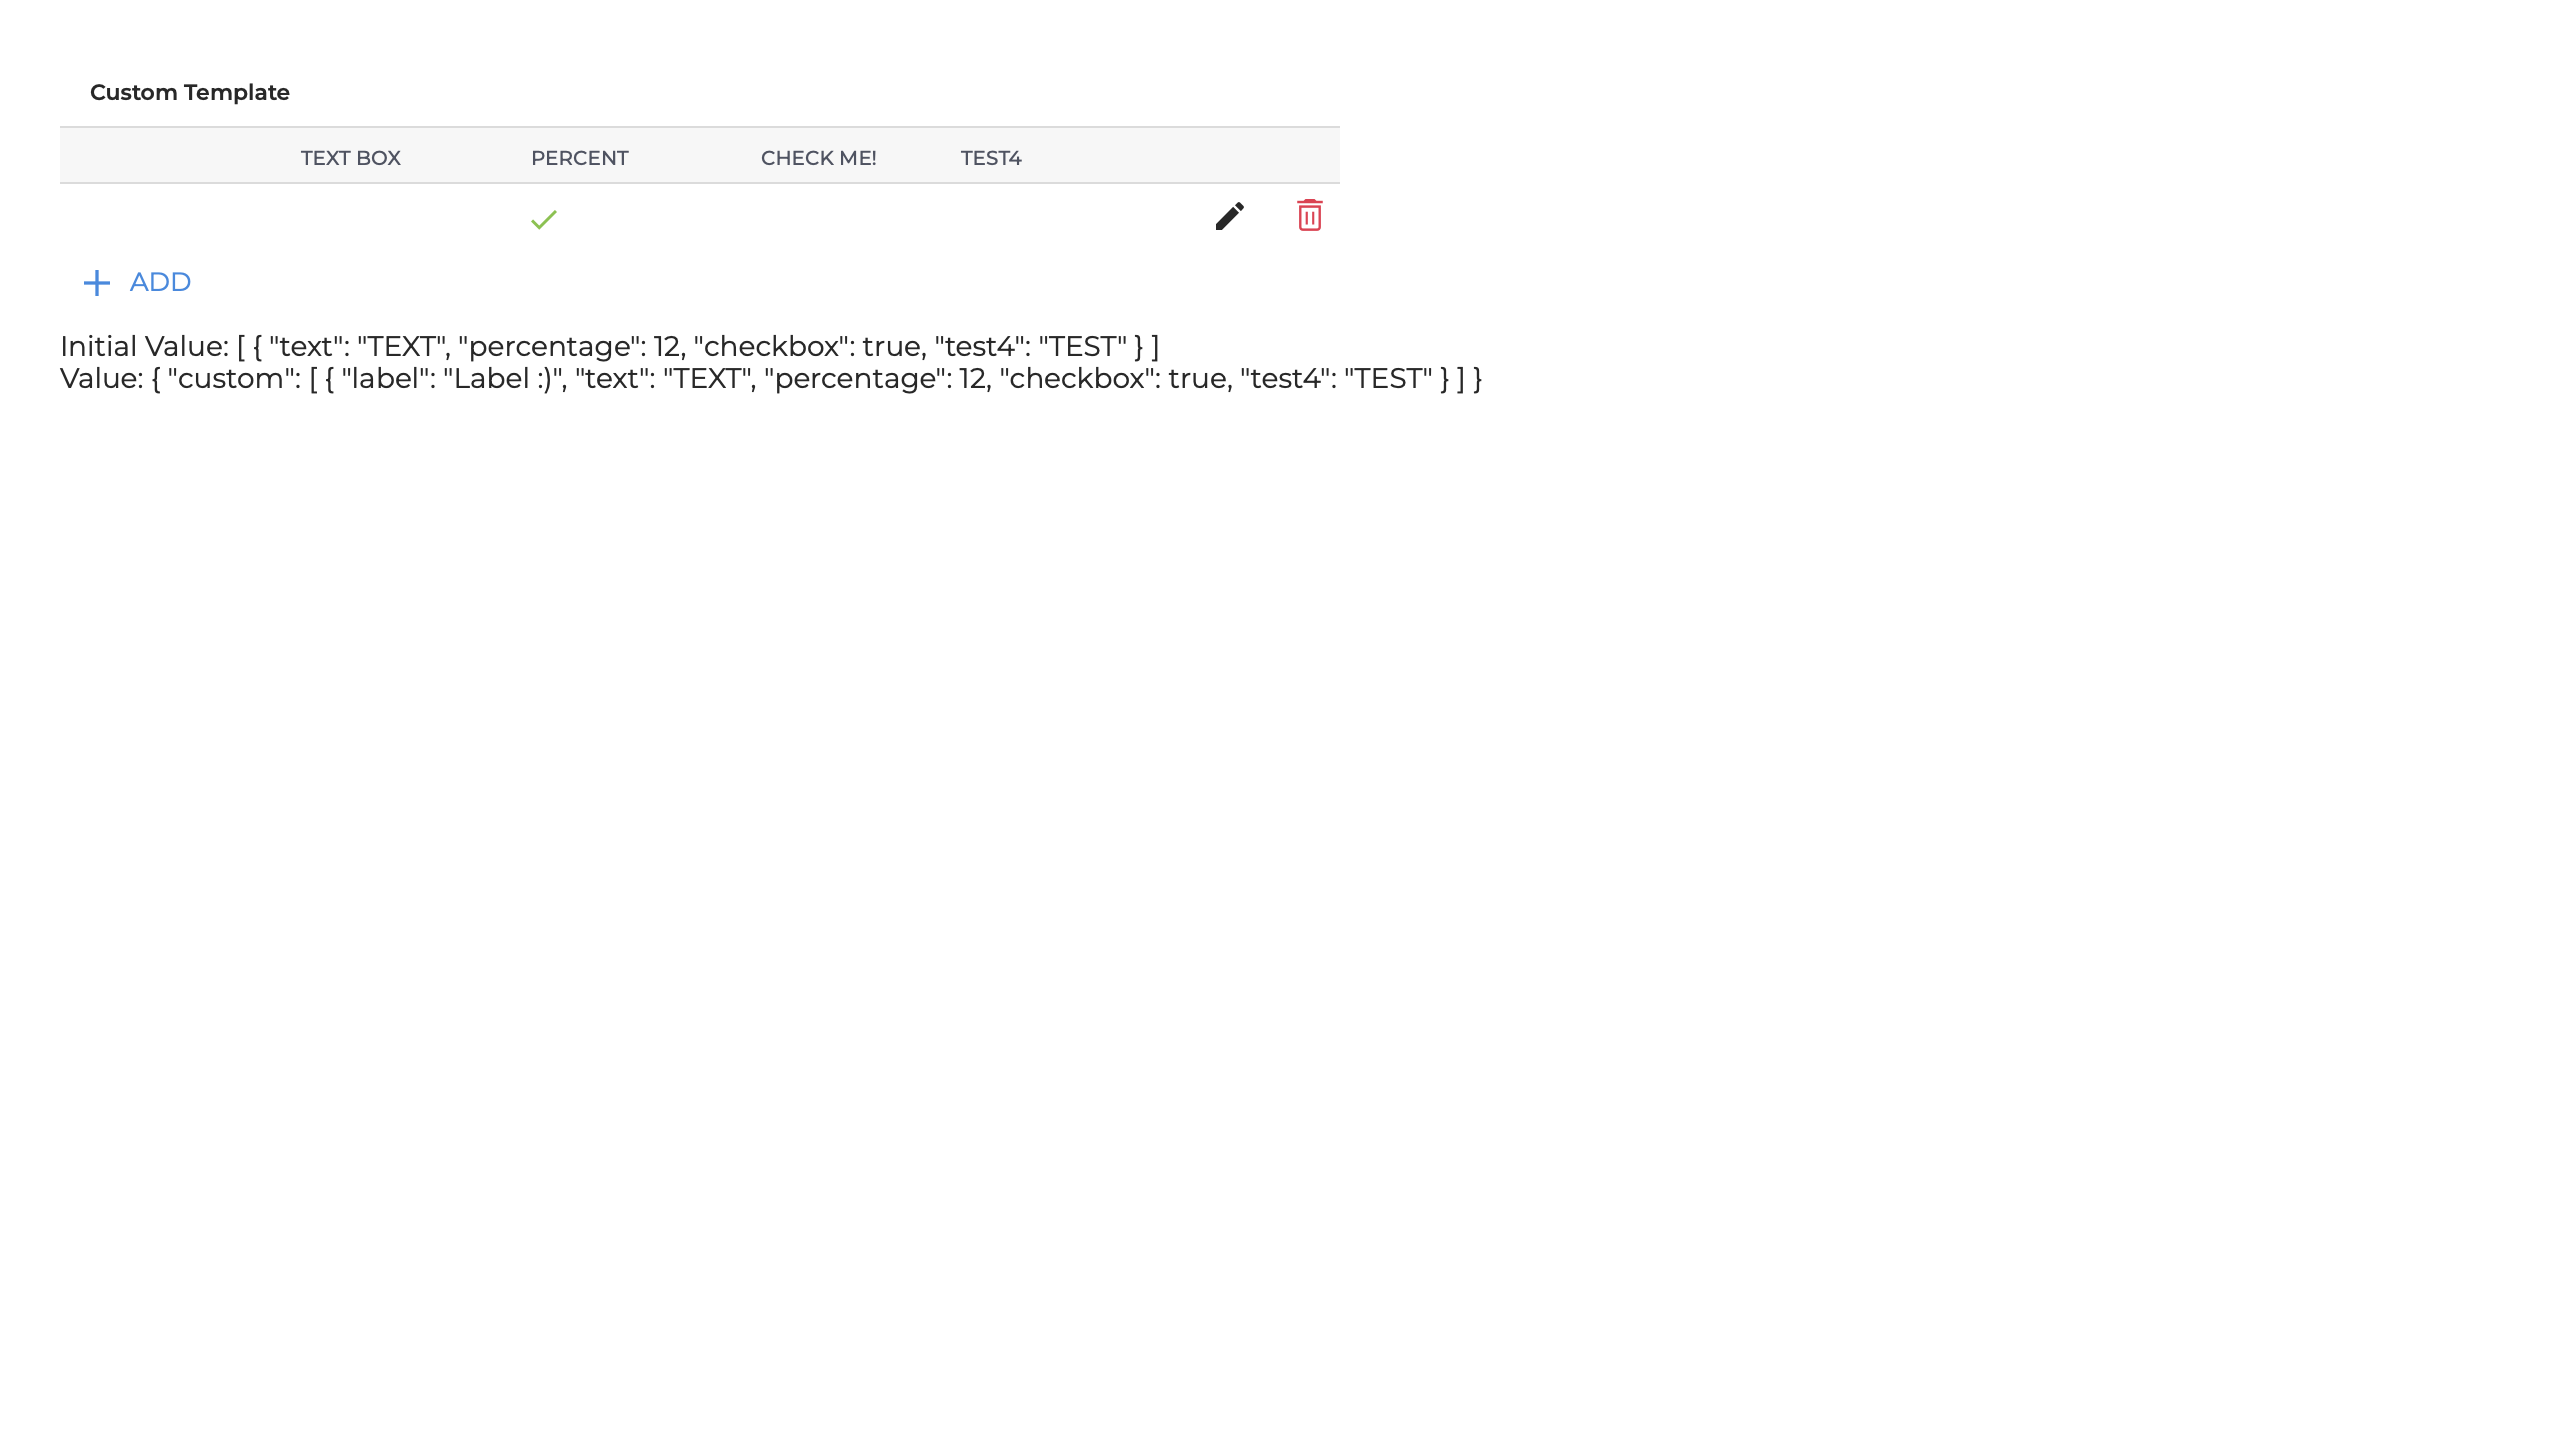 Custom Template
TEXT BOX PERCENT CHECK ME! TEST4
ADD
Initial Value: [ { "text": "TEXT", "percentage": 12, "checkbox": true, "test4": "TEST" } ]
Value: { "custom": [ { "label": "Label :)", "text": "TEXT", "percentage": 12, "checkbox": true, "test4": "TEST" } ] }